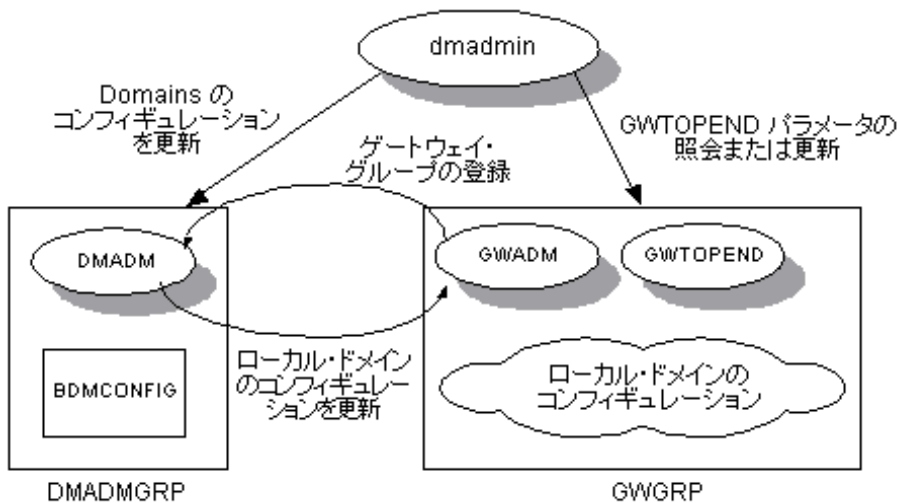 dmadmin
Domains の
コンフィギュレーション
を更新
GWTOPEND パラメータの
照会または更新
ゲートウェイ・
グループの登録
DMADM
GWADM
GWTOPEND
ローカル・ドメイン
のコンフィギュレー
ションを更新
BDMCONFIG
ローカル・ドメインの
コンフィギュレーション
DMADMGRP
GWGRP